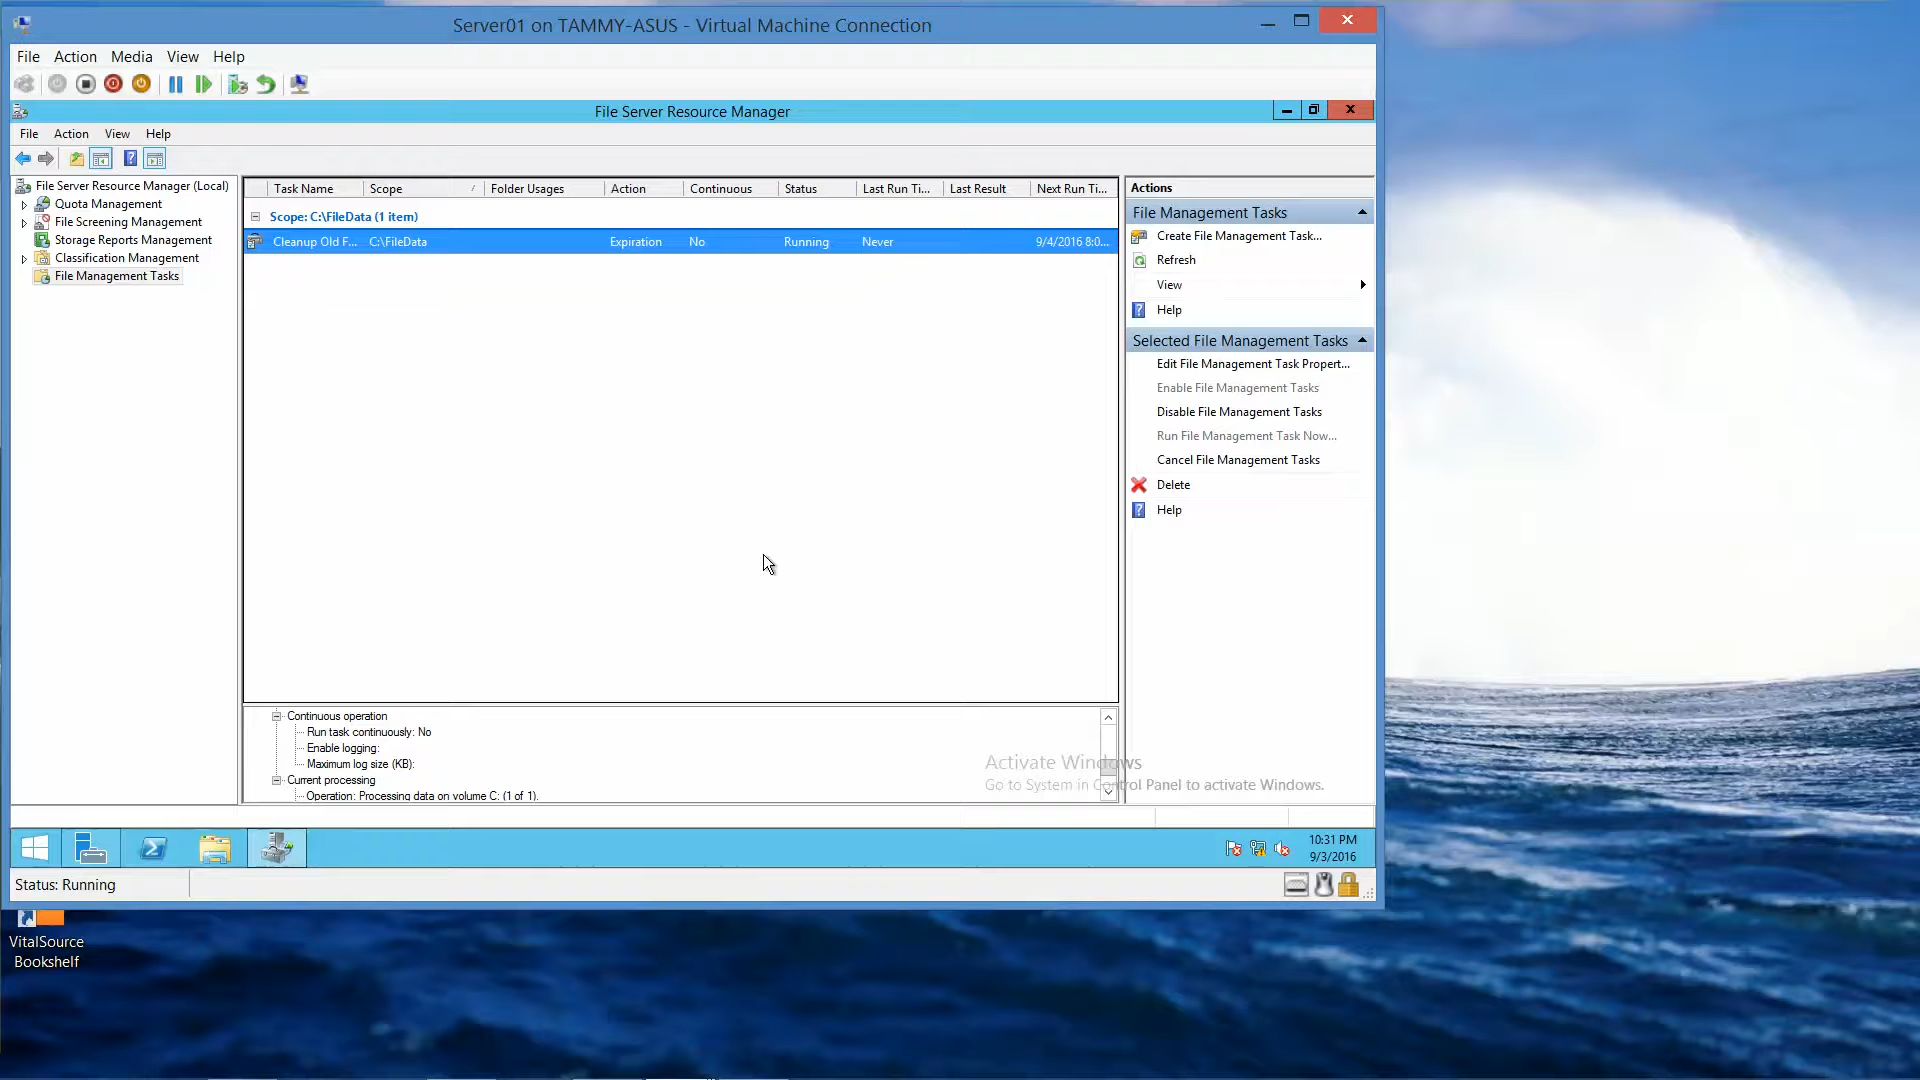 Server01 on TAMMY-ASUS - Virtual Machine Connection
File Action Media View Help
File Server Resource Manager
File Action View Help
File Server Resource Manager (Local)
Quota Management
File Screening Management
Storage Reports Management
Classification Management
File Management Tasks
Task Name Scope Folder Usages Action Continuous Status Last Run Ti... Last Result Next Run Ti...
Scope: C:\FileData (1 item)
Cleanup Old F... C:\FileData Expiration No Running Never 9/4/2016 8:0...
Continuous operation
Run task continuously: No
Enable logging:
Maximum log size (KB):
Current processing
Operation: Processing data on volume C: (1 of 1).
Actions
File Management Tasks
Create File Management Task...
Refresh
View
Help
Selected File Management Tasks
Edit File Management Task Propert...
Enable File Management Tasks
Disable File Management Tasks
Run File Management Task Now...
Cancel File Management Tasks
Delete
Help
Activate Windows
Go to System in Control Panel to activate Windows.
10:31 PM
9/3/2016
Status: Running
VitalSource
Bookshelf